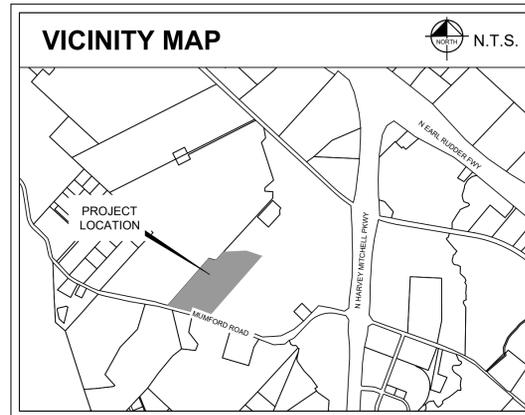 VICINITY MAP
NORTH
N.T.S.
N EARL RUDDER FWY
PROJECT
LOCATION
N HARVEY MITCHELL PKWY
MUMFORD ROAD